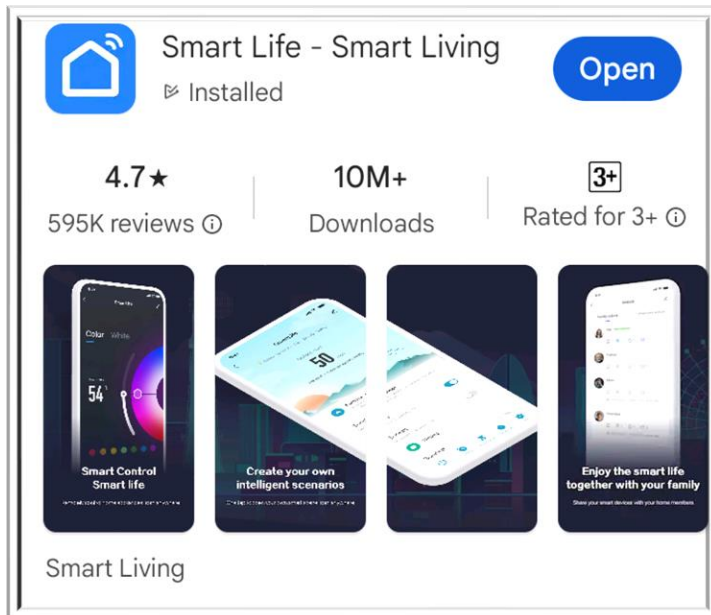 Smart Life - Smart Living
Installed
Open
4.7★
595K reviews
10M+
Downloads
3+
Rated for 3+
Color White
54
Smart Control
Smart life
50
Create your own
intelligent scenarios
Enjoy the smart life
together with your family
Share your smart devices with your home members.
Smart Living